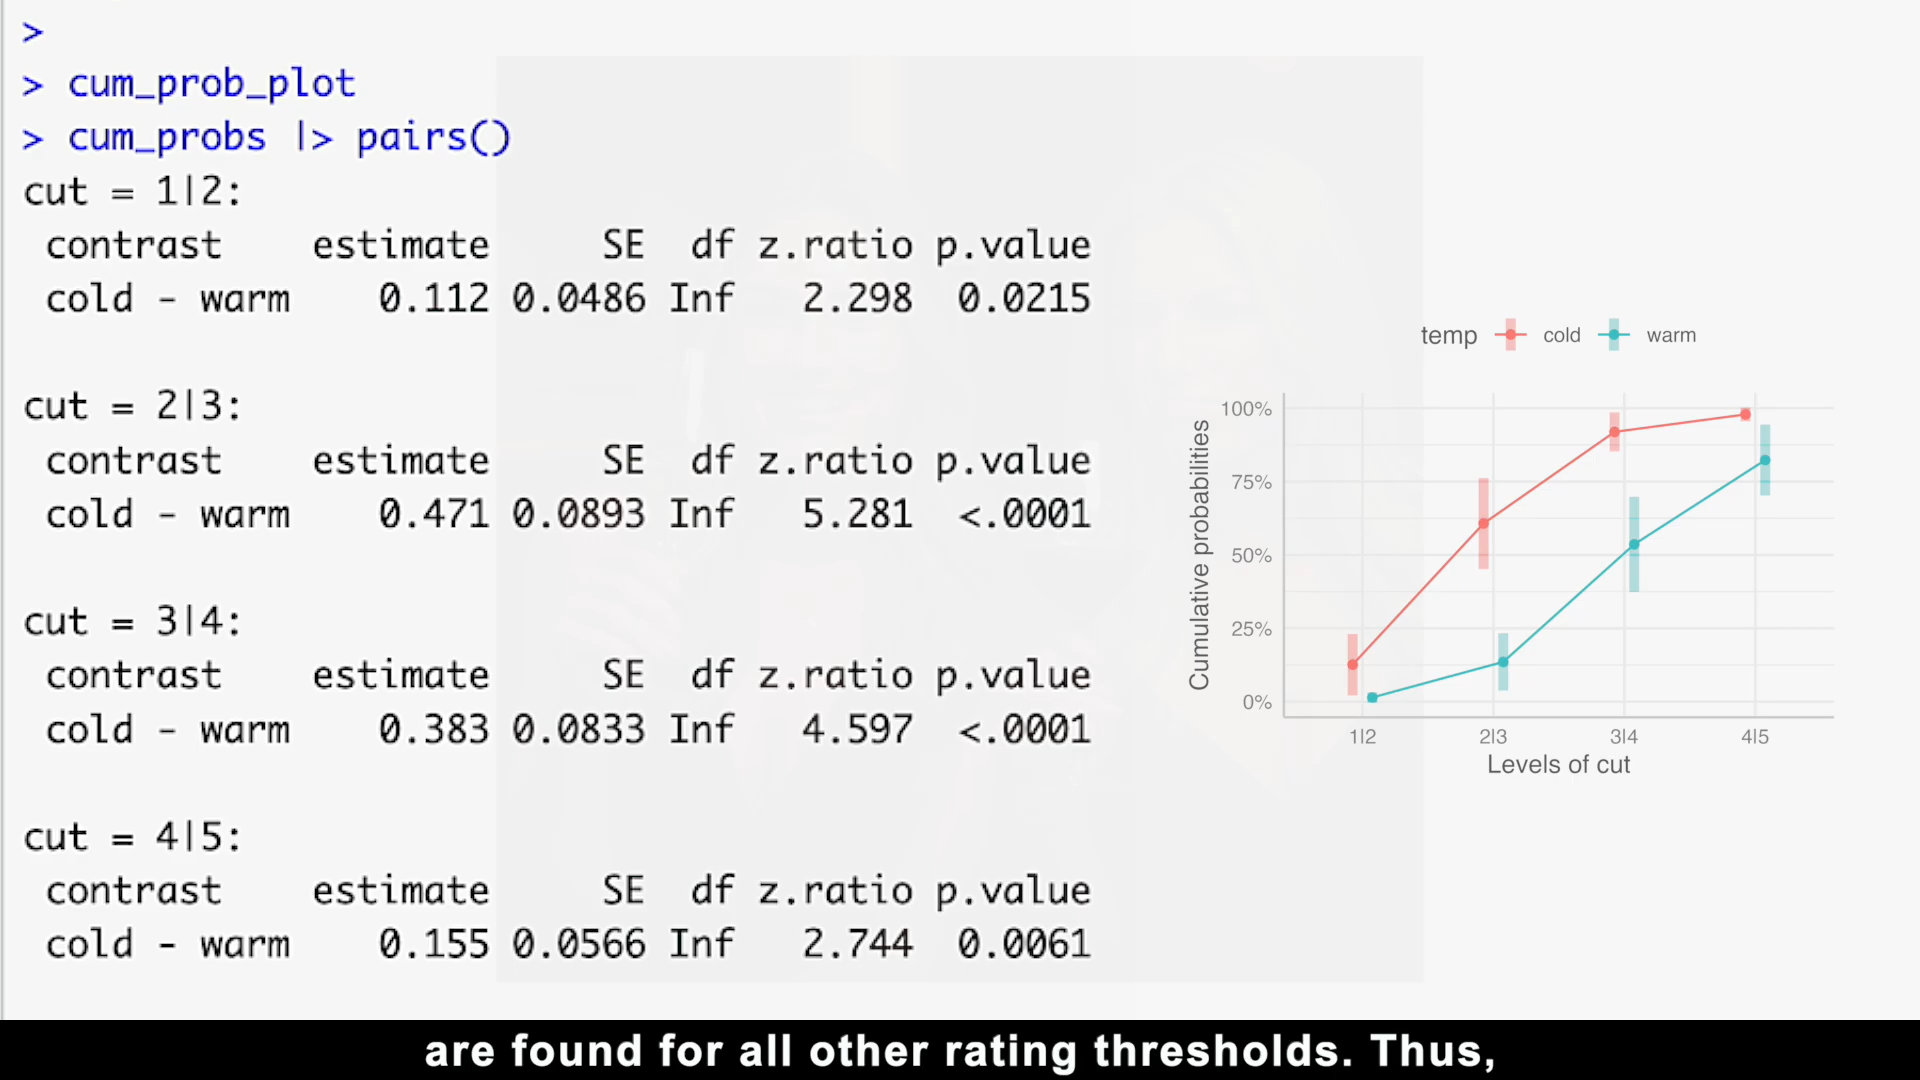 >
> cum_prob_plot
> cum_probs |> pairs()
cut = 1|2:
contrast estimate SE df z.ratio p.value
cold - warm 0.112 0.0486 Inf 2.298 0.0215
cut = 2|3:
contrast estimate SE df z.ratio p.value
cold - warm 0.471 0.0893 Inf 5.281 <.0001
cut = 3|4:
contrast estimate SE df z.ratio p.value
cold - warm 0.383 0.0833 Inf 4.597 <.0001
cut = 4|5:
contrast estimate SE df z.ratio p.value
cold - warm 0.155 0.0566 Inf 2.744 0.0061
temp cold warm
Cumulative probabilities
100%
75%
50%
25%
0%
1|2 2|3 3|4 4|5
Levels of cut
are found for all other rating thresholds. Thus,